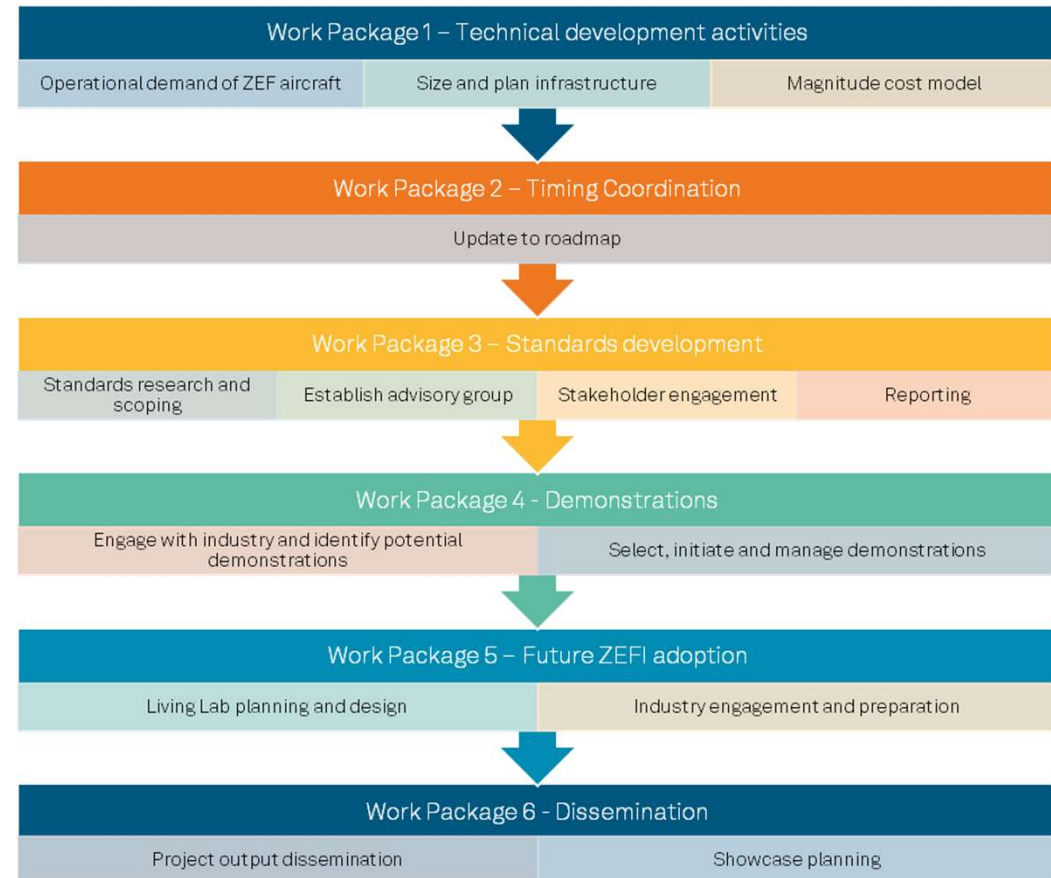 Work Package 1 – Technical development activities
Operational demand of ZEF aircraft
Size and plan infrastructure
Magnitude cost model
Work Package 2 – Timing Coordination
Update to roadmap
Work Package 3 – Standards development
Standards research and
scoping
Establish advisory group
Stakeholder engagement
Reporting
Work Package 4 - Demonstrations
Engage with industry and identify potential
demonstrations
Select, initiate and manage demonstrations
Work Package 5 – Future ZEFI adoption
Living Lab planning and design
Industry engagement and preparation
Work Package 6 - Dissemination
Project output dissemination
Showcase planning